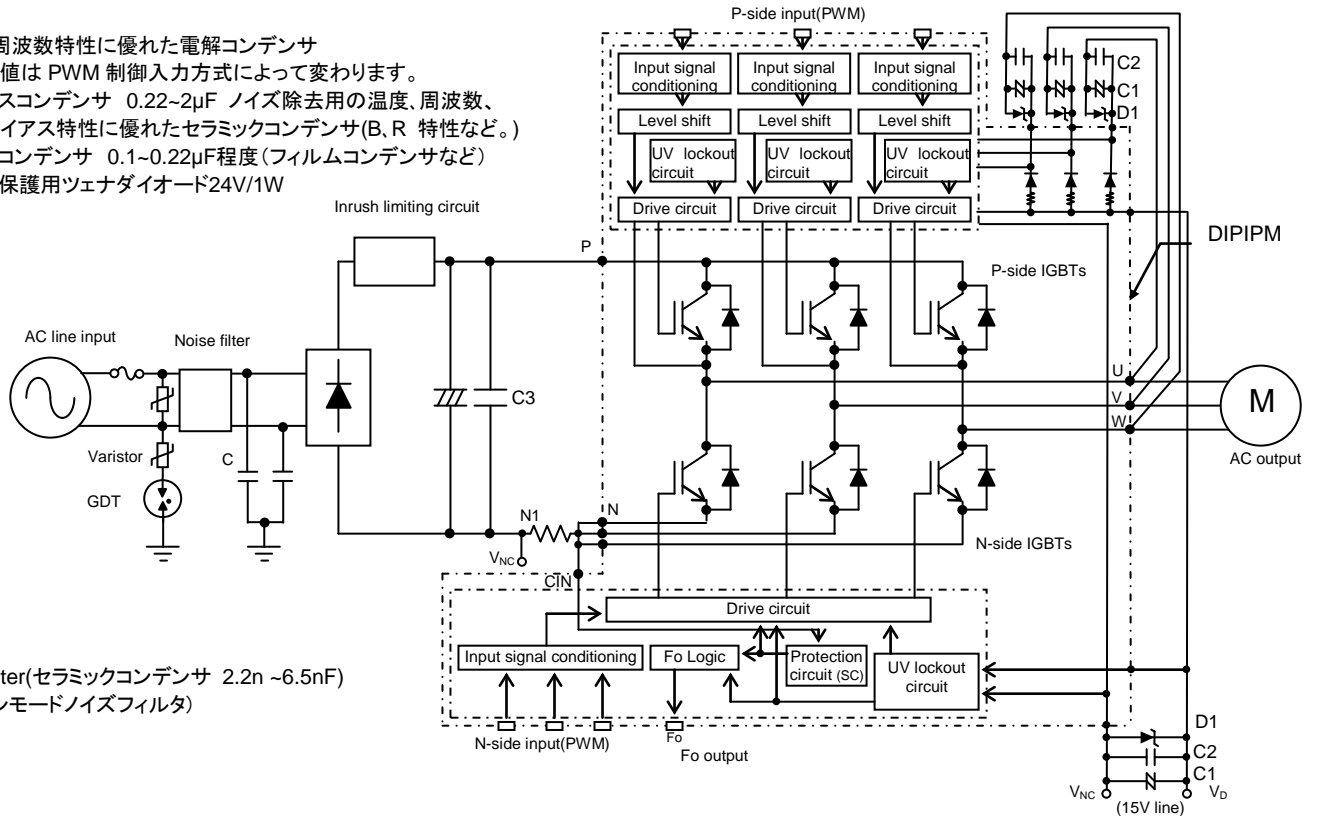 P-side input(PWM)
周波数特性に優れた電解コンデンサ
値は PWM 制御入力方式によって変わります。
スコンデンサ 0.22~2μF ノイズ除去用の温度、周波数、
イアス特性に優れたセラミックコンデンサ(B、R 特性など。)
コンデンサ 0.1~0.22μF程度(フィルムコンデンサなど)
保護用ツェナダイオード24V/1W
Input signal conditioning
Input signal conditioning
Input signal conditioning
Level shift
Level shift
Level shift
UV lockout circuit
UV lockout circuit
UV lockout circuit
Drive circuit
Drive circuit
Drive circuit
C2
C1
D1
Inrush limiting circuit
DIPIPM
P
P-side IGBTs
AC line input
Noise filter
C3
U
V
W
M
AC output
Varistor
C
GDT
N1
N
VNC
CIN
N-side IGBTs
Drive circuit
Input signal conditioning
Fo Logic
Protection circuit (SC)
UV lockout circuit
ter(セラミックコンデンサ 2.2n ~6.5nF)
ンモードノイズフィルタ)
N-side input(PWM)
Fo
Fo output
D1
C2
C1
VNC
VD
(15V line)